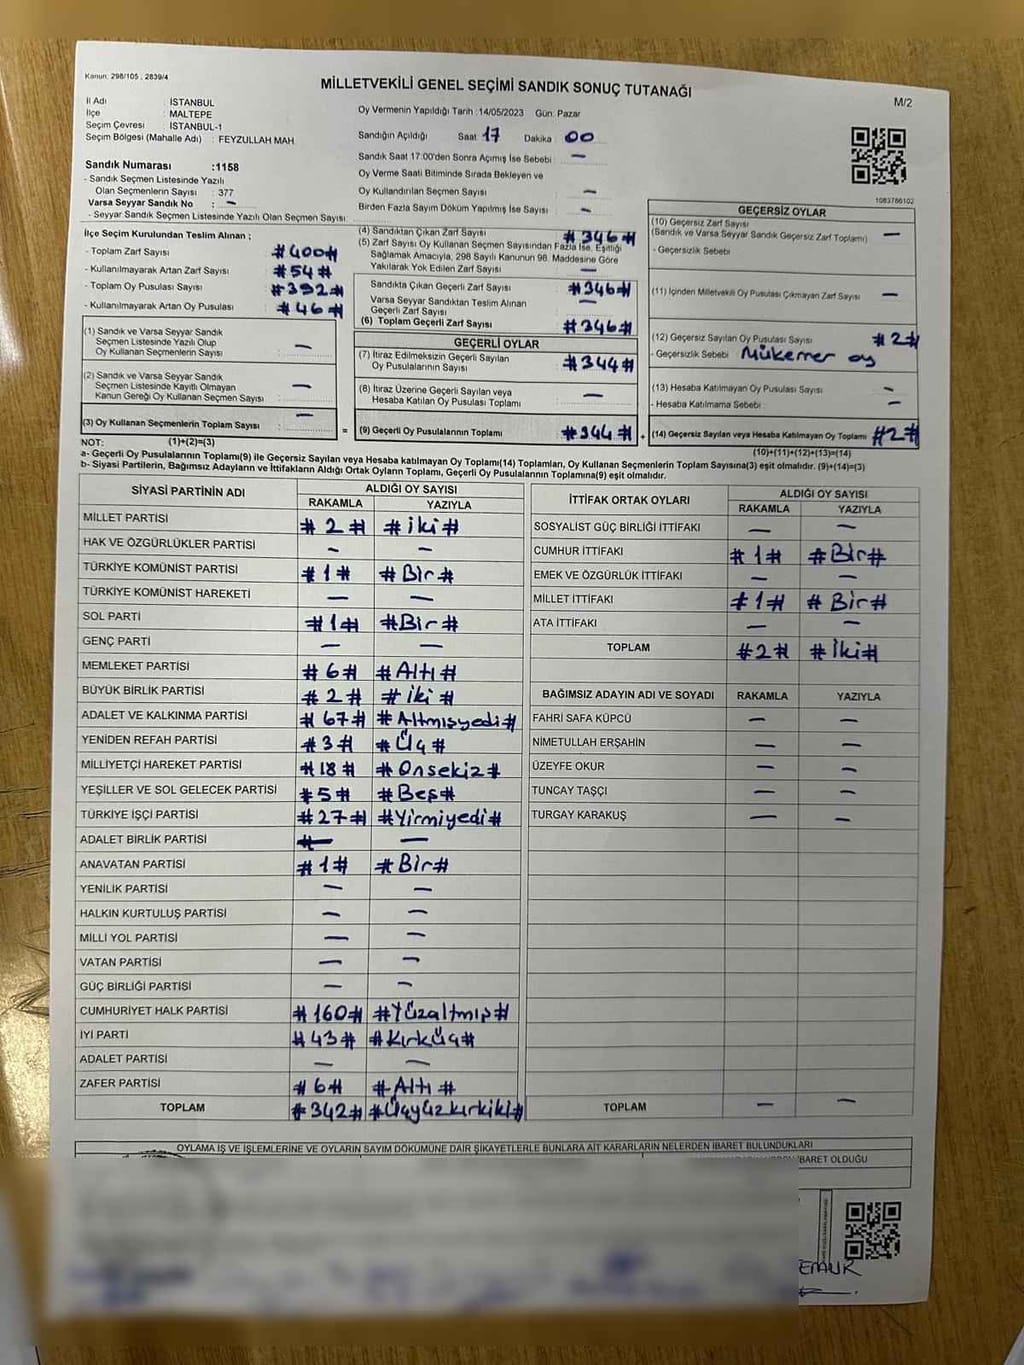 Kanun: 298/105 , 2839/4
MİLLETVEKİLİ GENEL SEÇİMİ SANDIK SONUÇ TUTANAĞI
M/2
İl Adı : İSTANBUL
İlçe : MALTEPE
Seçim Çevresi : İSTANBUL-1
Seçim Bölgesi (Mahalle Adı) : FEYZULLAH MAH.
Oy Vermenin Yapıldığı Tarih :14/05/2023 Gün: Pazar
Sandığın Açıldığı Saat 17 Dakika : 00
Sandık Saat 17:00'den Sonra Açılmış İse Sebebi : -
Oy Verme Saati Bitiminde Sırada Bekleyen ve
Oy Kullandırılan Seçmen Sayısı -
Birden Fazla Sayım Döküm Yapılmış İse Sayısı -
Sandık Numarası :1158
- Sandık Seçmen Listesinde Yazılı
Olan Seçmenlerin Sayısı : 377
Varsa Seyyar Sandık No : -
- Seyyar Sandık Seçmen Listesinde Yazılı Olan Seçmen Sayısı:
1083786102
İlçe Seçim Kurulundan Teslim Alınan ;
- Toplam Zarf Sayısı #400#
- Kullanılmayarak Artan Zarf Sayısı #54#
- Toplam Oy Pusulası Sayısı #392#
- Kullanılmayarak Artan Oy Pusulası #46#
(1) Sandık ve Varsa Seyyar Sandık
Seçmen Listesinde Yazılı Olup
Oy Kullanan Seçmenlerin Sayısı -
(2) Sandık ve Varsa Seyyar Sandık
Seçmen Listesinde Kayıtlı Olmayan
Kanun Gereği Oy Kullanan Seçmen Sayısı -
(3) Oy Kullanan Seçmenlerin Toplam Sayısı -
(4) Sandıktan Çıkan Zarf Sayısı #346#
(5) Zarf Sayısı Oy Kullanan Seçmen Sayısından Fazla İse, Eşitliği
Sağlamak Amacıyla, 298 Sayılı Kanunun 98. Maddesine Göre
Yakılarak Yok Edilen Zarf Sayısı -
Sandıkta Çıkan Geçerli Zarf Sayısı #346#
Varsa Seyyar Sandıktan Teslim Alınan
Geçerli Zarf Sayısı -
(6) Toplam Geçerli Zarf Sayısı #346#
GEÇERLİ OYLAR
(7) İtiraz Edilmeksizin Geçerli Sayılan
Oy Pusulalarının Sayısı #344#
(8) İtiraz Üzerine Geçerli Sayılan veya
Hesaba Katılan Oy Pusulası Toplamı -
= (9) Geçerli Oy Pusulalarının Toplamı #344# +
GEÇERSİZ OYLAR
(10) Geçersiz Zarf Sayısı
(Sandık ve Varsa Seyyar Sandık Geçersiz Zarf Toplamı) -
- Geçersizlik Sebebi
(11) İçinden Milletvekili Oy Pusulası Çıkmayan Zarf Sayısı -
(12) Geçersiz Sayılan Oy Pusulası Sayısı #2#
- Geçersizlik Sebebi Mükerrer oy
(13) Hesaba Katılmayan Oy Pusulası Sayısı -
- Hesaba Katılmama Sebebi -
(14) Geçersiz Sayılan veya Hesaba Katılmayan Oy Toplamı #2#
NOT: (1)+(2)=(3)
(10)+(11)+(12)+(13)=(14)
a- Geçerli Oy Pusulalarının Toplamı(9) ile Geçersiz Sayılan veya Hesaba katılmayan Oy Toplamı(14) Toplamları, Oy Kullanan Seçmenlerin Toplam Sayısına(3) eşit olmalıdır. (9)+(14)=(3)
b- Siyasi Partilerin, Bağımsız Adayların ve İttifakların Aldığı Ortak Oyların Toplamı, Geçerli Oy Pusulalarının Toplamına(9) eşit olmalıdır.
SİYASİ PARTİNİN ADI ALDIĞI OY SAYISI
RAKAMLA YAZIYLA
MİLLET PARTİSİ #2# #İki#
HAK VE ÖZGÜRLÜKLER PARTİSİ - -
TÜRKİYE KOMÜNİST PARTİSİ #1# #Bir#
TÜRKİYE KOMÜNİST HAREKETİ - -
SOL PARTİ #1# #Bir#
GENÇ PARTİ - -
MEMLEKET PARTİSİ #6# #Altı#
BÜYÜK BİRLİK PARTİSİ #2# #iki#
ADALET VE KALKINMA PARTİSİ #67# #Altmışyedi#
YENİDEN REFAH PARTİSİ #3# #Üç#
MİLLİYETÇİ HAREKET PARTİSİ #18# #Onsekiz#
YEŞİLLER VE SOL GELECEK PARTİSİ #5# #Beş#
TÜRKİYE İŞÇİ PARTİSİ #27# #Yirmiyedi#
ADALET BİRLİK PARTİSİ - -
ANAVATAN PARTİSİ #1# #Bir#
YENİLİK PARTİSİ - -
HALKIN KURTULUŞ PARTİSİ - -
MİLLİ YOL PARTİSİ - -
VATAN PARTİSİ - -
GÜÇ BİRLİĞİ PARTİSİ - -
CUMHURİYET HALK PARTİSİ #160# #Yüzaltmış#
İYİ PARTİ #43# #Kırküç#
ADALET PARTİSİ - -
ZAFER PARTİSİ #6# #Altı#
TOPLAM #342# #Üçyüzkırkiki#
İTTİFAK ORTAK OYLARI ALDIĞI OY SAYISI
RAKAMLA YAZIYLA
SOSYALİST GÜÇ BİRLİĞİ İTTİFAKI - -
CUMHUR İTTİFAKI #1# #Bir#
EMEK VE ÖZGÜRLÜK İTTİFAKI - -
MİLLET İTTİFAKI #1# #Bir#
ATA İTTİFAKI - -
TOPLAM #2# #İki#
BAĞIMSIZ ADAYIN ADI VE SOYADI RAKAMLA YAZIYLA
FAHRİ SAFA KÜPCÜ - -
NİMETULLAH ERŞAHİN - -
ÜZEYFE OKUR - -
TUNCAY TAŞÇI - -
TURGAY KARAKUŞ - -
TOPLAM - -
OYLAMA İŞ VE İŞLEMLERİNE VE OYLARIN SAYIM DÖKÜMÜNE DAİR ŞİKAYETLERLE BUNLARA AİT KARARLARIN NELERDEN İBARET BULUNDUKLARI
İBARET OLDUĞU
EMUR